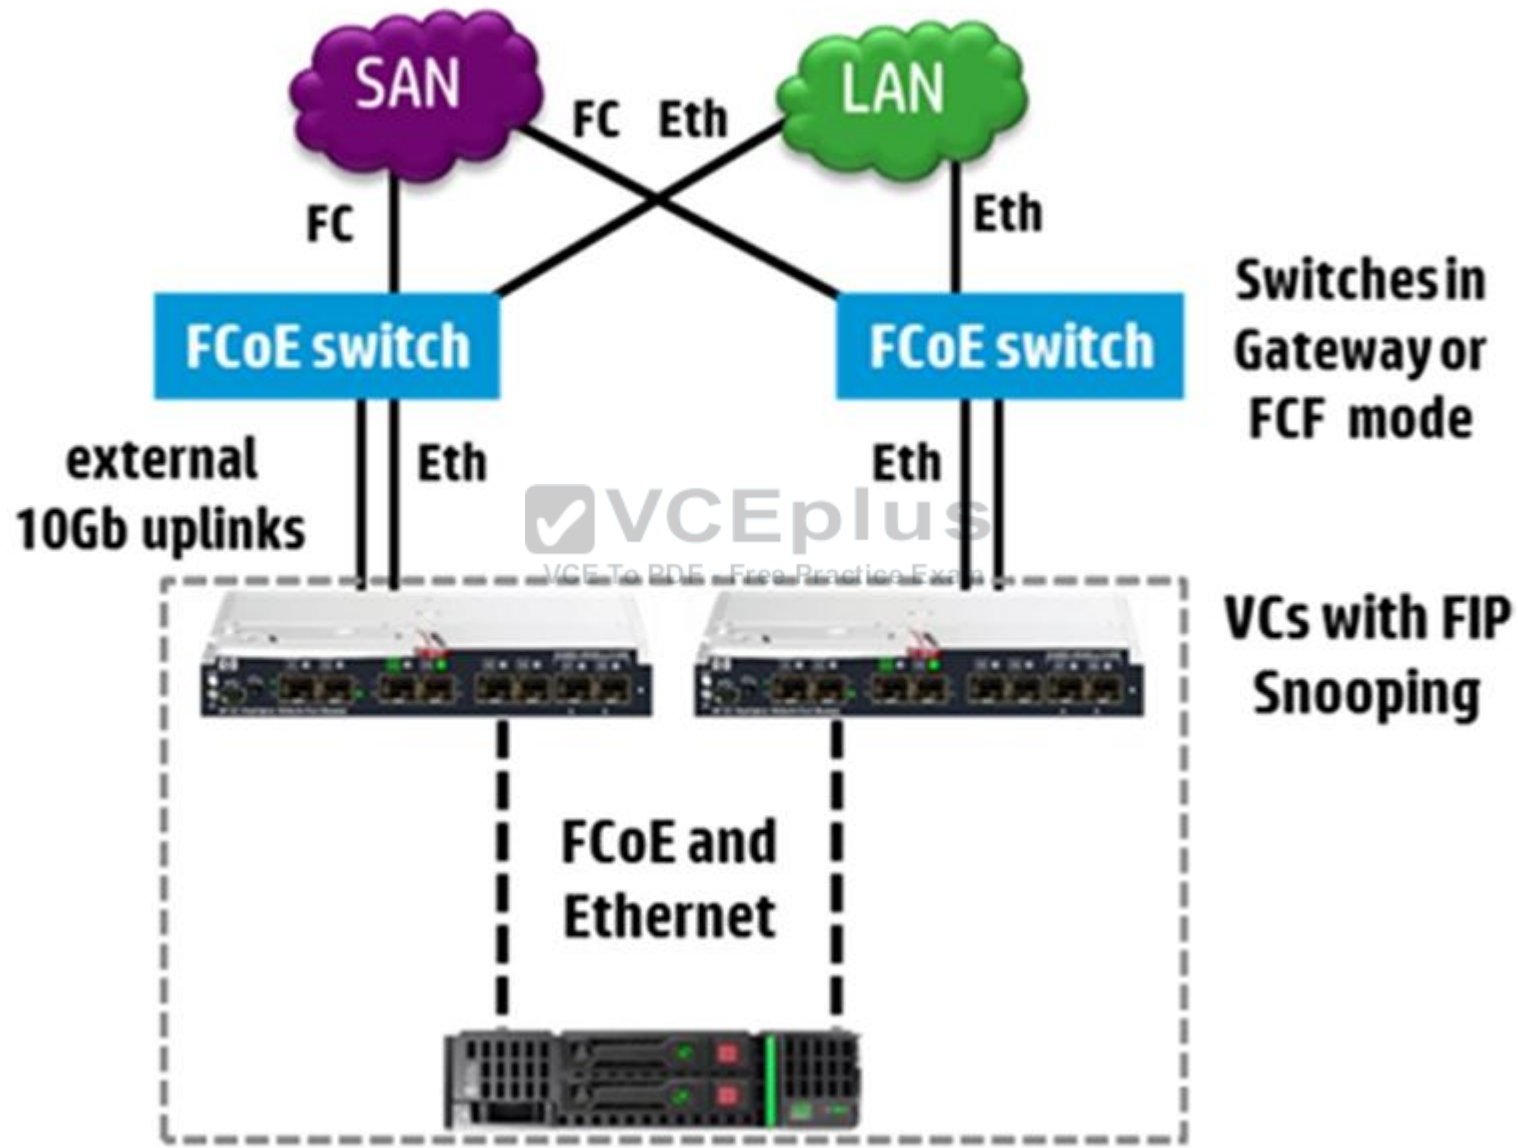 SAN
LAN
FC
Eth
FC
Eth
FCoE switch
FCoE switch
Switches in
Gateway or
FCF mode
external
10Gb uplinks
Eth
Eth
VCEplus
VCE To PDF - Free Practice Exam
VCs with FIP
Snooping
FCoE and
Ethernet